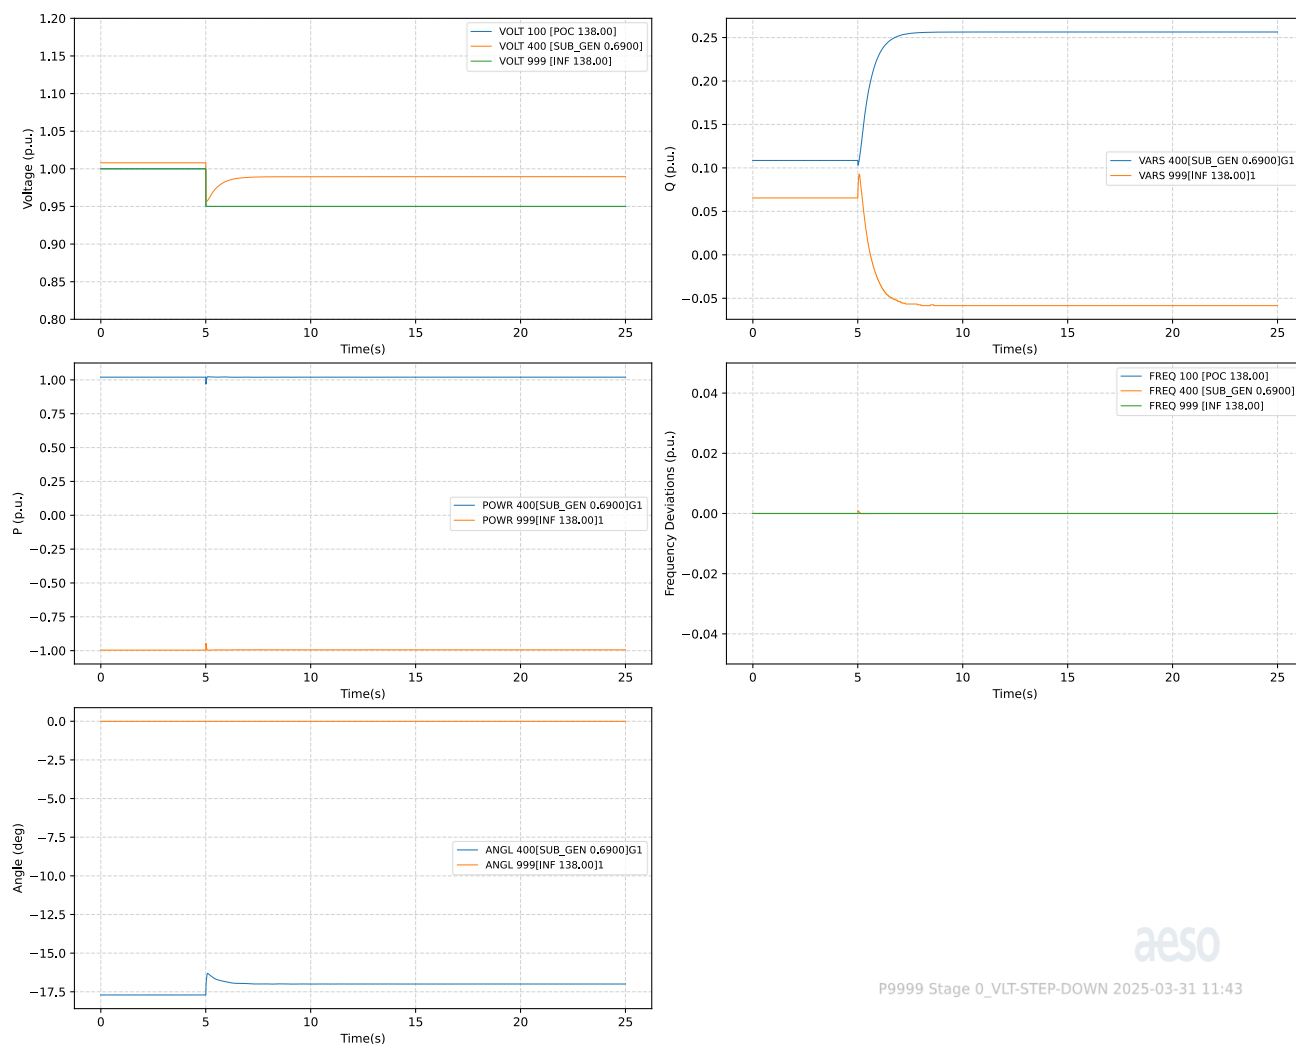 1.20
1.15
1.10
1.05
1.00
0.95
0.90
0.85
0.80
Voltage (p.u.)
VOLT 100 [POC 138.00]
VOLT 400 [SUB_GEN 0.6900]
VOLT 999 [INF 138.00]
0 5 10 15 20 25
Time(s)
0.25
0.20
0.15
0.10
0.05
0.00
−0.05
Q (p.u.)
VARS 400[SUB_GEN 0.6900]G1
VARS 999[INF 138.00]1
0 5 10 15 20 25
Time(s)
1.00
0.75
0.50
0.25
0.00
−0.25
−0.50
−0.75
−1.00
P (p.u.)
POWR 400[SUB_GEN 0.6900]G1
POWR 999[INF 138.00]1
0 5 10 15 20 25
Time(s)
0.04
0.02
0.00
−0.02
−0.04
Frequency Deviations (p.u.)
FREQ 100 [POC 138.00]
FREQ 400 [SUB_GEN 0.6900]
FREQ 999 [INF 138.00]
0 5 10 15 20 25
Time(s)
0.0
−2.5
−5.0
−7.5
−10.0
−12.5
−15.0
−17.5
Angle (deg)
ANGL 400[SUB_GEN 0.6900]G1
ANGL 999[INF 138.00]1
0 5 10 15 20 25
Time(s)
aeso
P9999 Stage 0_VLT-STEP-DOWN 2025-03-31 11:43